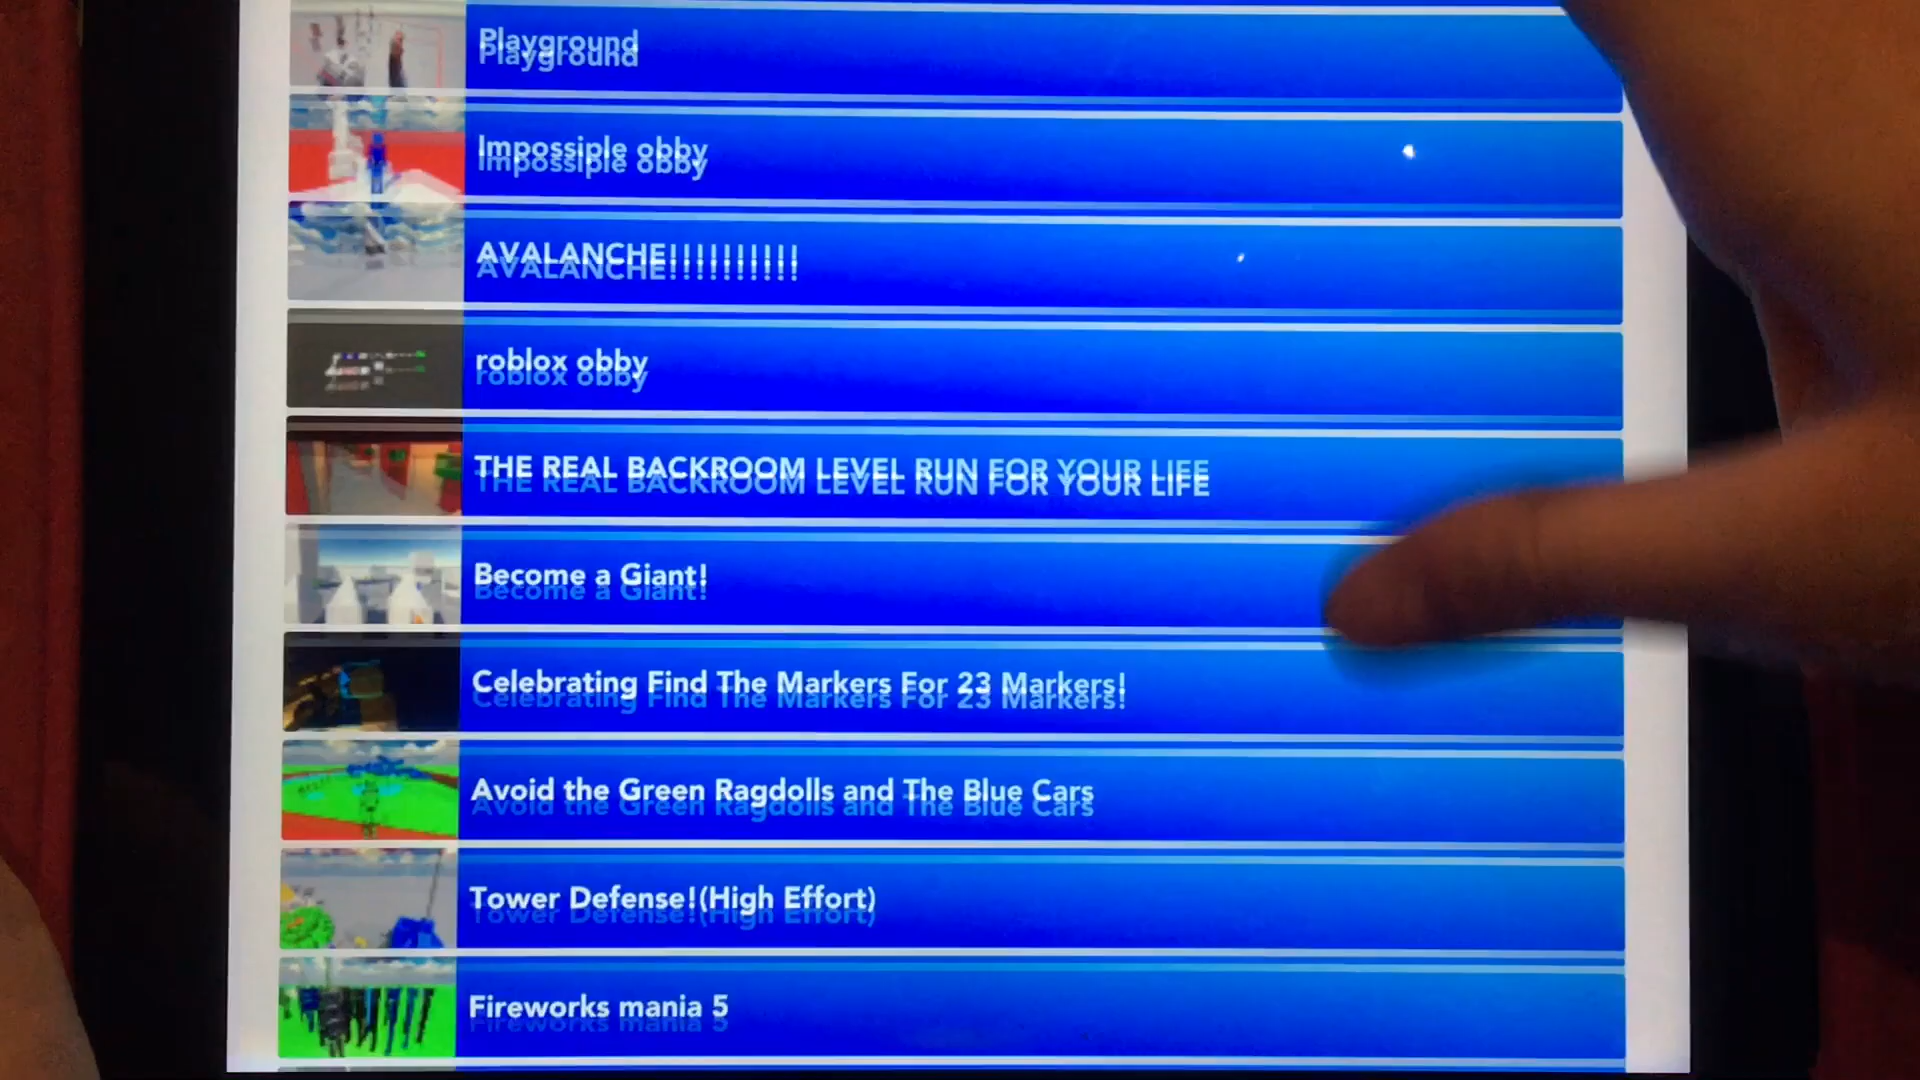 Playground
Impossiple obby
AVALANCHE!!!!!!!!!!
roblox obby
THE REAL BACKROOM LEVEL RUN FOR YOUR LIFE
Become a Giant!
Celebrating Find The Markers For 23 Markers!
Avoid the Green Ragdolls and The Blue Cars
Tower Defense!(High Effort)
Fireworks mania 5